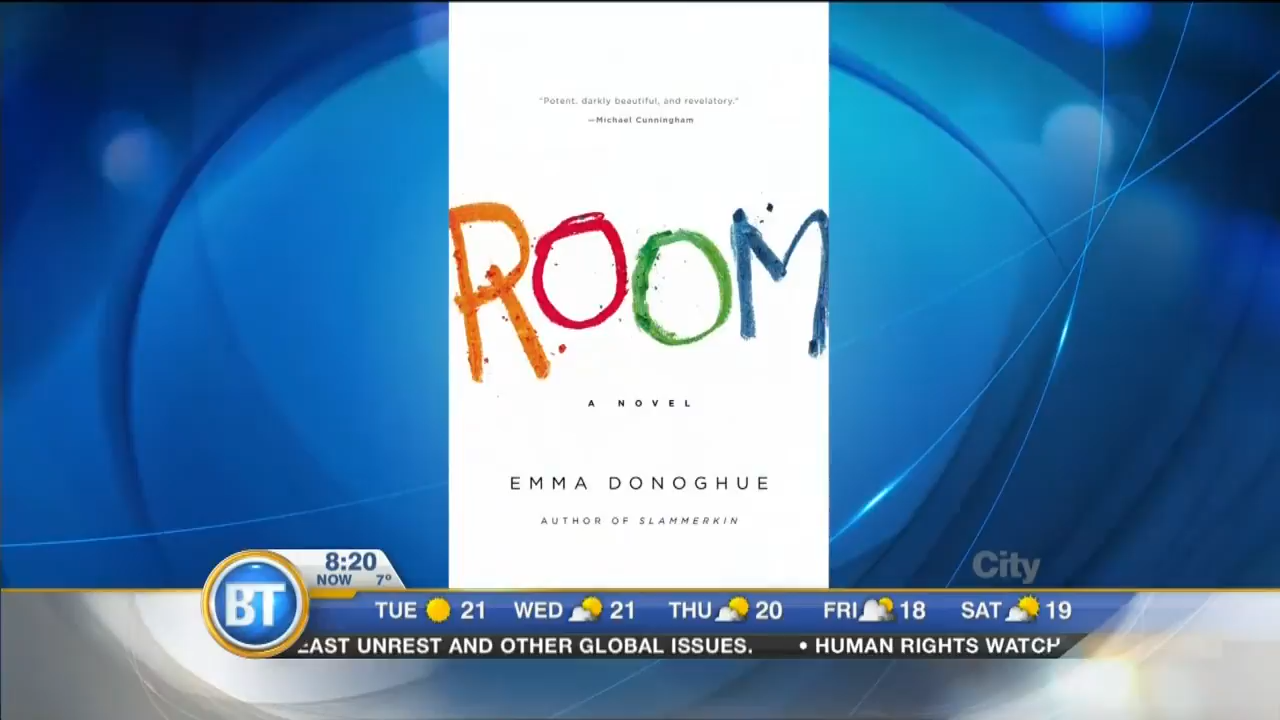 "Potent, darkly beautiful, and revelatory."
—Michael Cunningham
ROOM
A NOVEL
EMMA DONOGHUE
AUTHOR OF SLAMMERKIN
City
8:20
NOW 7°
BT
TUE 21 WED 21 THU 20 FRI 18 SAT 19
EAST UNREST AND OTHER GLOBAL ISSUES. • HUMAN RIGHTS WATCH